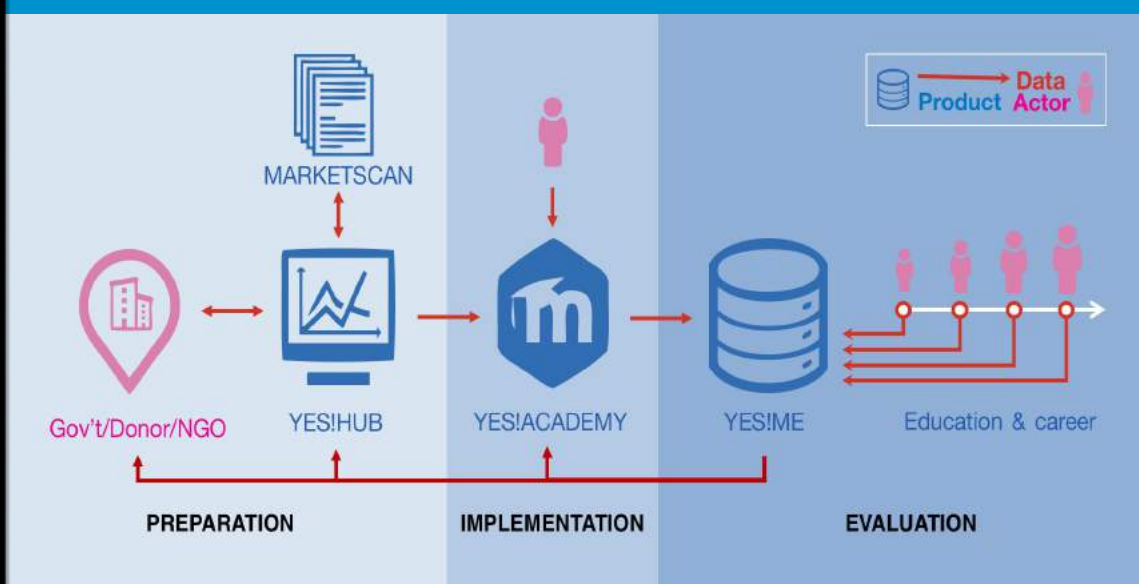 Data
Product Actor
MARKETSCAN
m
Gov't/Donor/NGO
YES!HUB
YES!ACADEMY
YES!ME
Education & career
PREPARATION
IMPLEMENTATION
EVALUATION